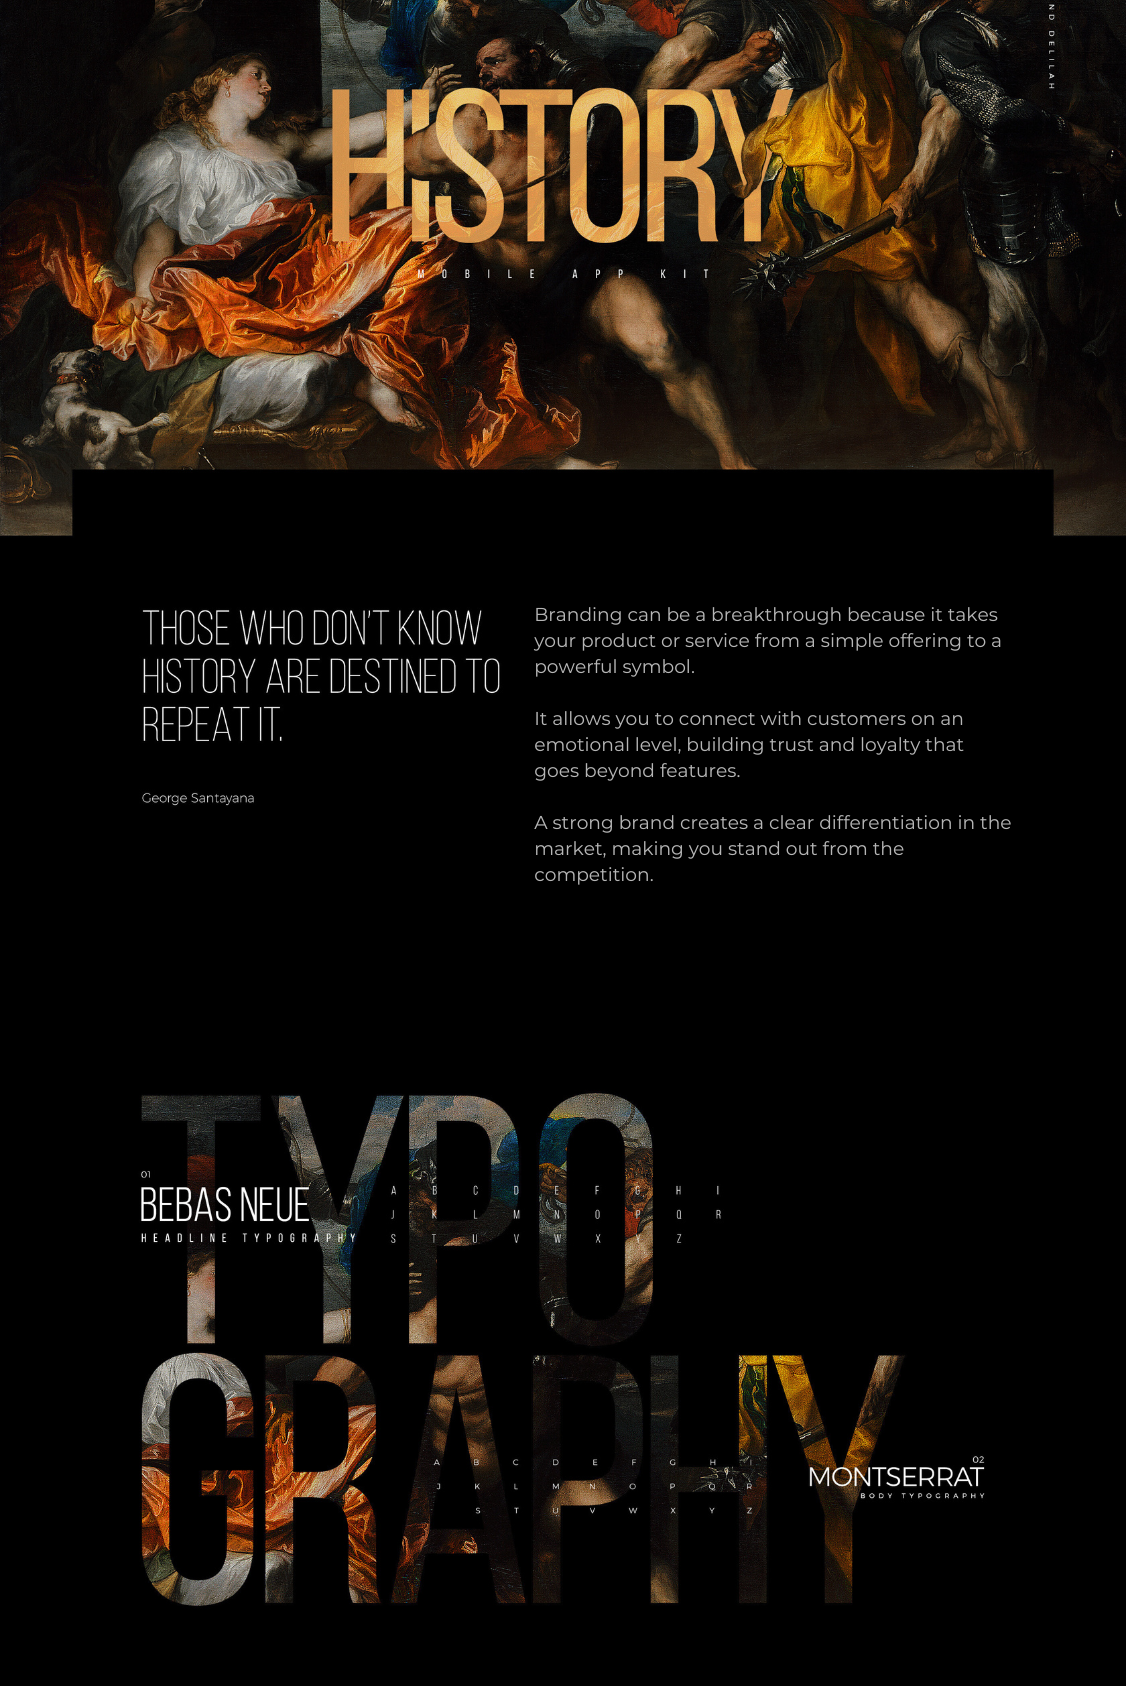 ND DELILAH
HISTORY
MOBILE APP KIT
THOSE WHO DON'T KNOW
HISTORY ARE DESTINED TO
REPEAT IT.
George Santayana
Branding can be a breakthrough because it takes
your product or service from a simple offering to a
powerful symbol.
It allows you to connect with customers on an
emotional level, building trust and loyalty that
goes beyond features.
A strong brand creates a clear differentiation in the
market, making you stand out from the
competition.
TYPO
01
BEBAS NEUE
HEADLINE TYPOGRAPHY
A B C D E F G H I
J K L M N O P Q R
S T U V W X Y Z
GRAPHY
A B C D E F G H I
J K L M N O P Q R
S T U V W X Y Z
02
MONTSERRAT
BODY TYPOGRAPHY